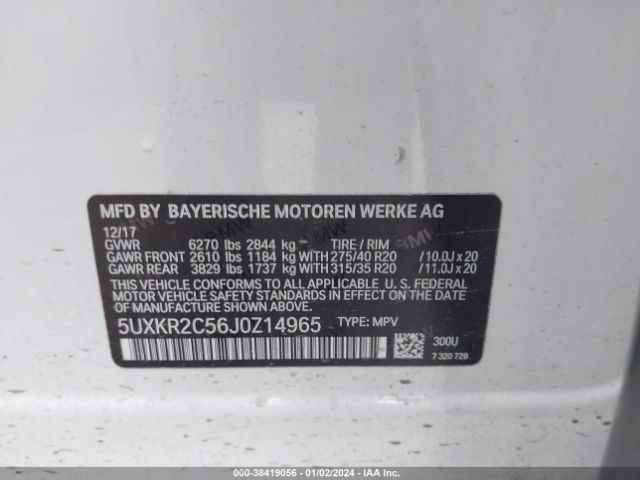 MFD BY BAYERISCHE MOTOREN WERKE AG
12/17
GVWR 6270 lbs 2844 kg TIRE / RIM
GAWR FRONT 2610 lbs 1184 kg WITH 275/40 R20 /10.0J x 20
GAWR REAR 3829 lbs 1737 kg WITH 315/35 R20 /11.0J x 20
THIS VEHICLE CONFORMS TO ALL APPLICABLE U. S. FEDERAL
MOTOR VEHICLE SAFETY STANDARDS IN EFFECT ON THE DATE
OF MANUFACTURE SHOWN ABOVE.
5UXKR2C56J0Z14965 TYPE: MPV
300U
7 320 729
000-38419056 - 01/02/2024 - IAA Inc.